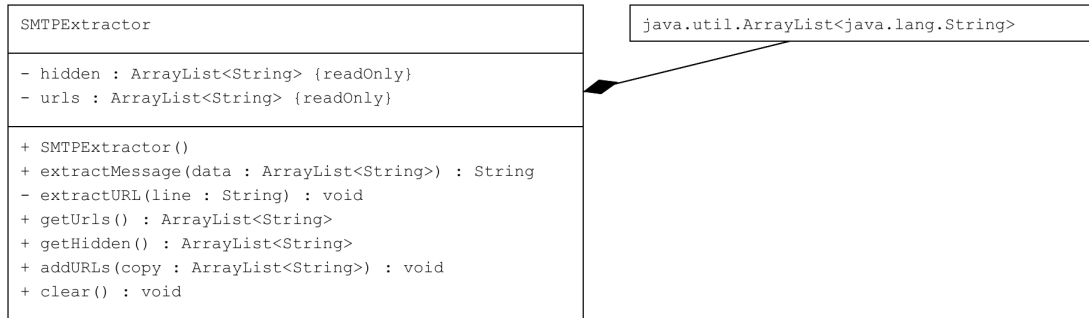 SMTPExtractor
- hidden : ArrayList<String> {readOnly}
- urls : ArrayList<String> {readOnly}
+ SMTPExtractor()
+ extractMessage(data : ArrayList<String>) : String
- extractURL(line : String) : void
+ getUrls() : ArrayList<String>
+ getHidden() : ArrayList<String>
+ addURLs(copy : ArrayList<String>) : void
+ clear() : void
java.util.ArrayList<java.lang.String>